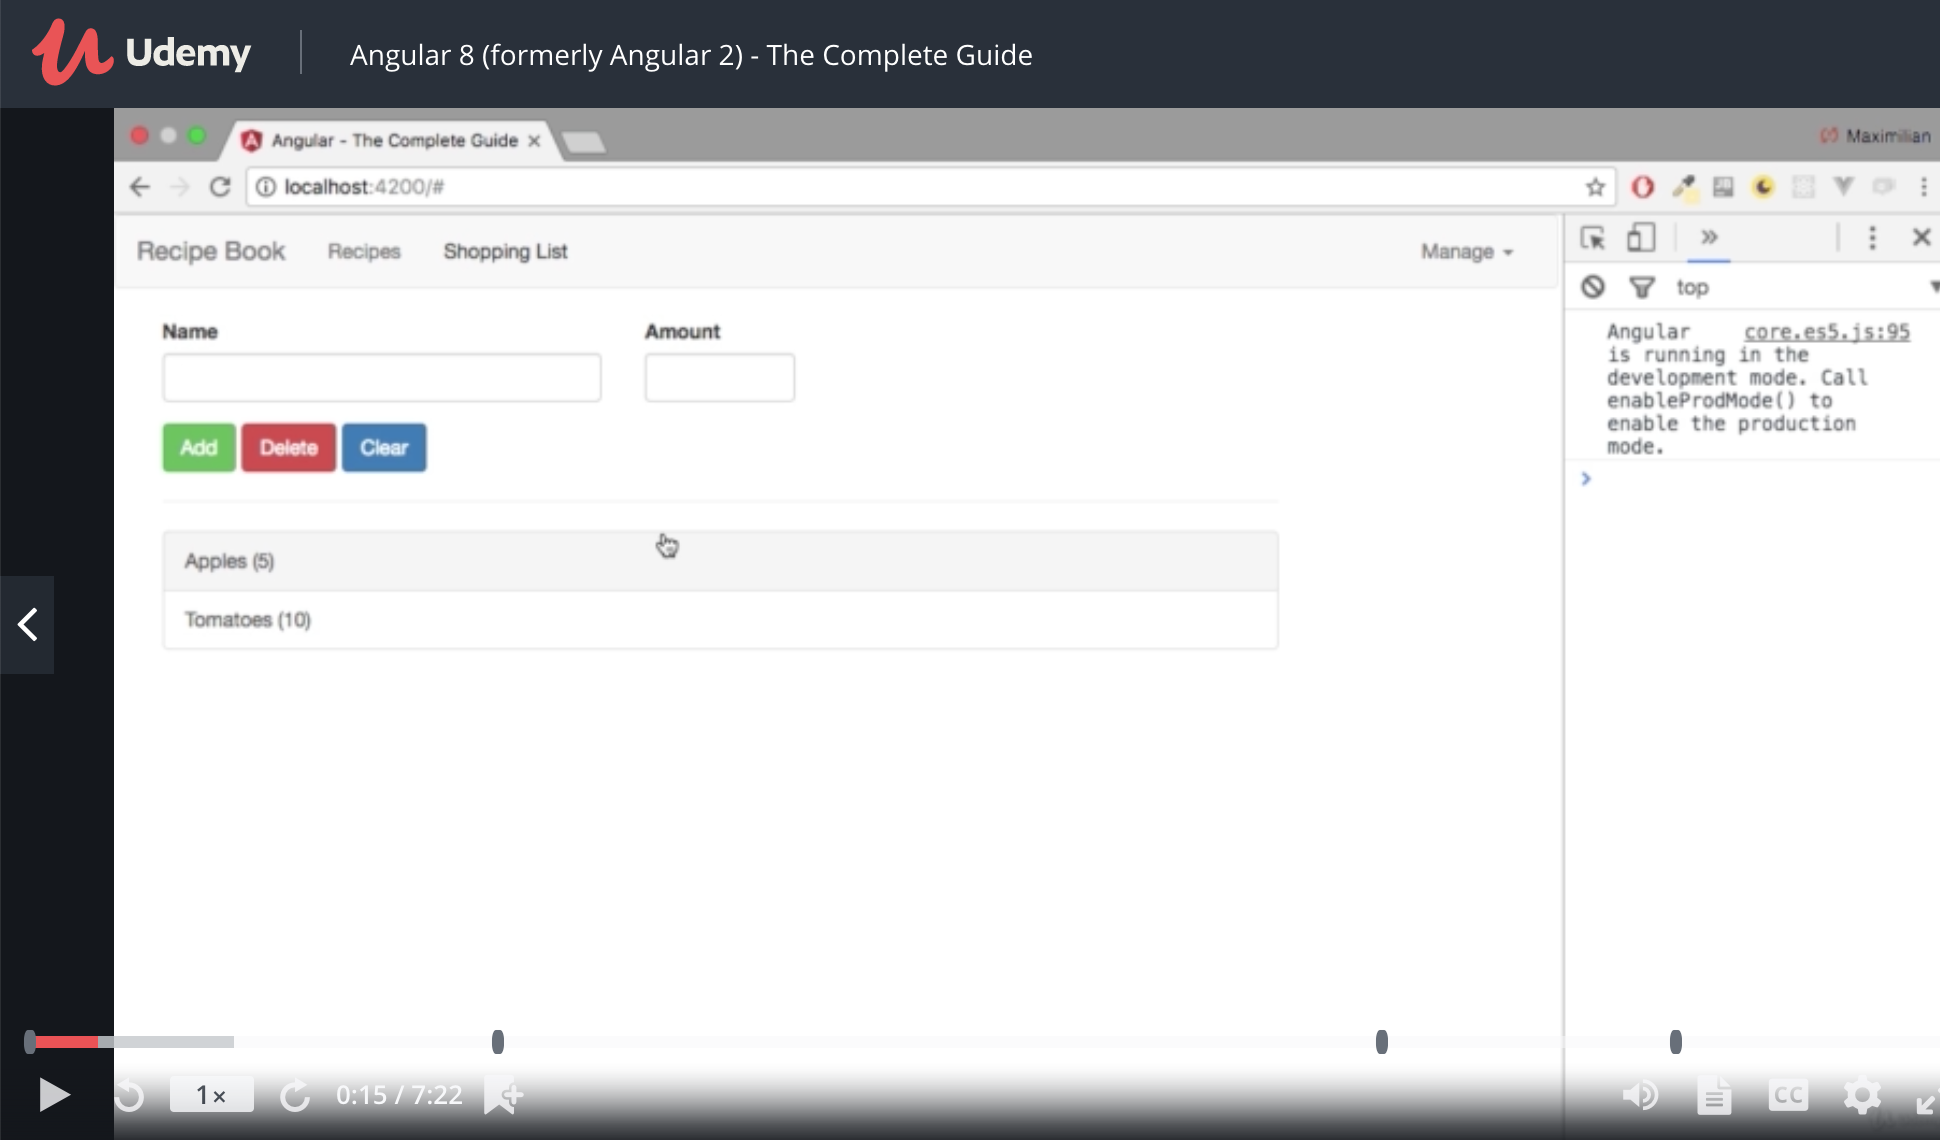 Udemy
Angular 8 (formerly Angular 2) - The Complete Guide
Angular - The Complete Guide
Maximilian
localhost:4200/#
Recipe Book Recipes Shopping List Manage
top
Name Amount
Angular core.es5.js:95
is running in the
development mode. Call
enableProdMode() to
enable the production
mode.
Add Delete Clear
Apples (5)
Tomatoes (10)
1× 0:15 / 7:22 CC